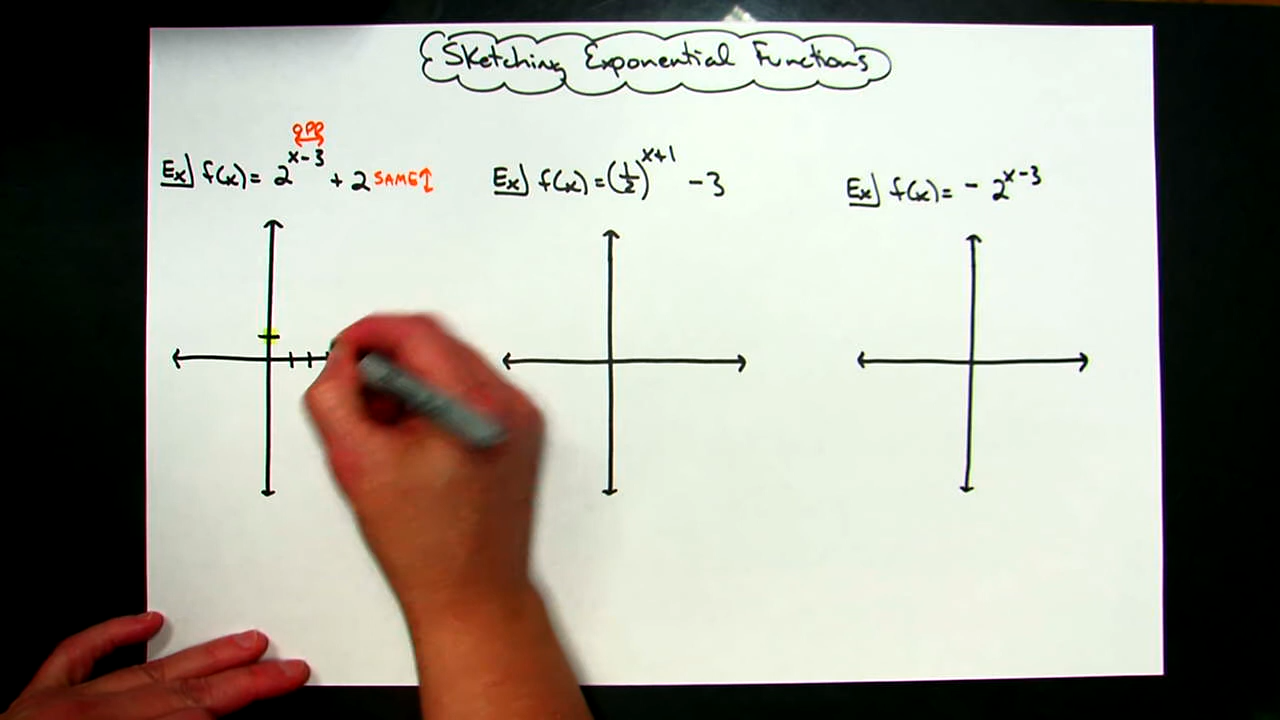 Sketching Exponential Functions
OPP
Ex] f(x) = 2^(x-3) + 2 SAME↑
Ex] f(x) = (1/2)^(x+1) - 3
Ex] f(x) = - 2^(x-3)